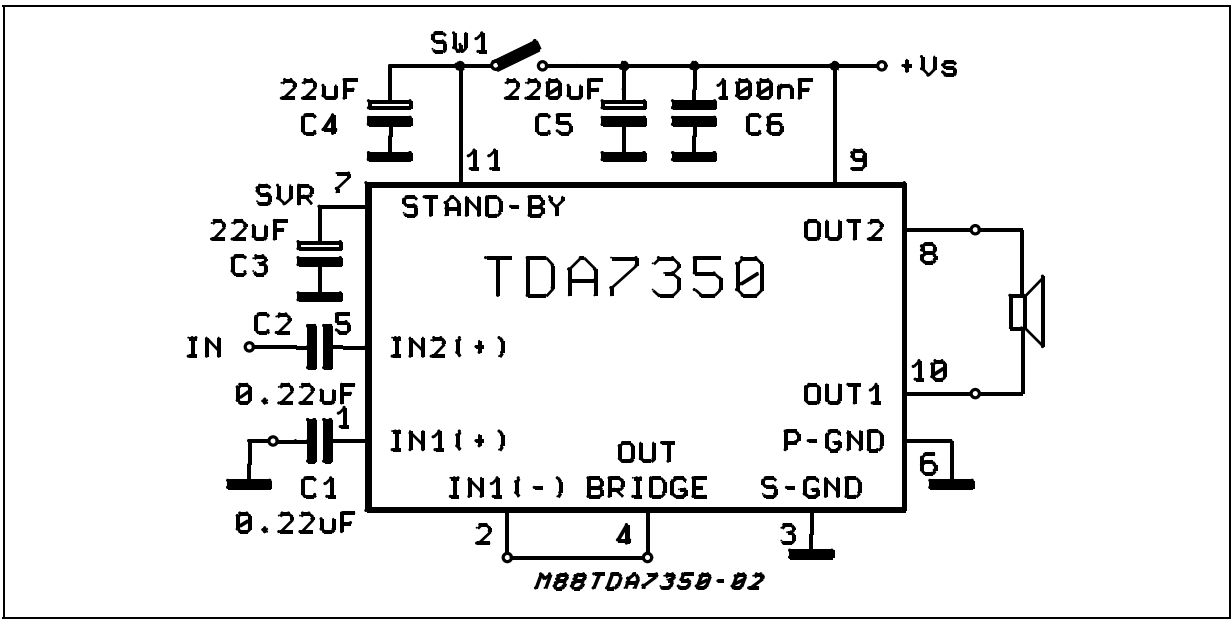 SW1
+Vs
22uF
C4
220uF
C5
100nF
C6
11
9
SVR
7
STAND-BY
22uF
C3
TDA7350
OUT2
8
C2
5
IN
IN2(+)
0.22uF
10
OUT1
1
IN1(+)
P-GND
6
C1
0.22uF
OUT
IN1(-) BRIDGE
S-GND
2
4
3
M88TDA7350-02